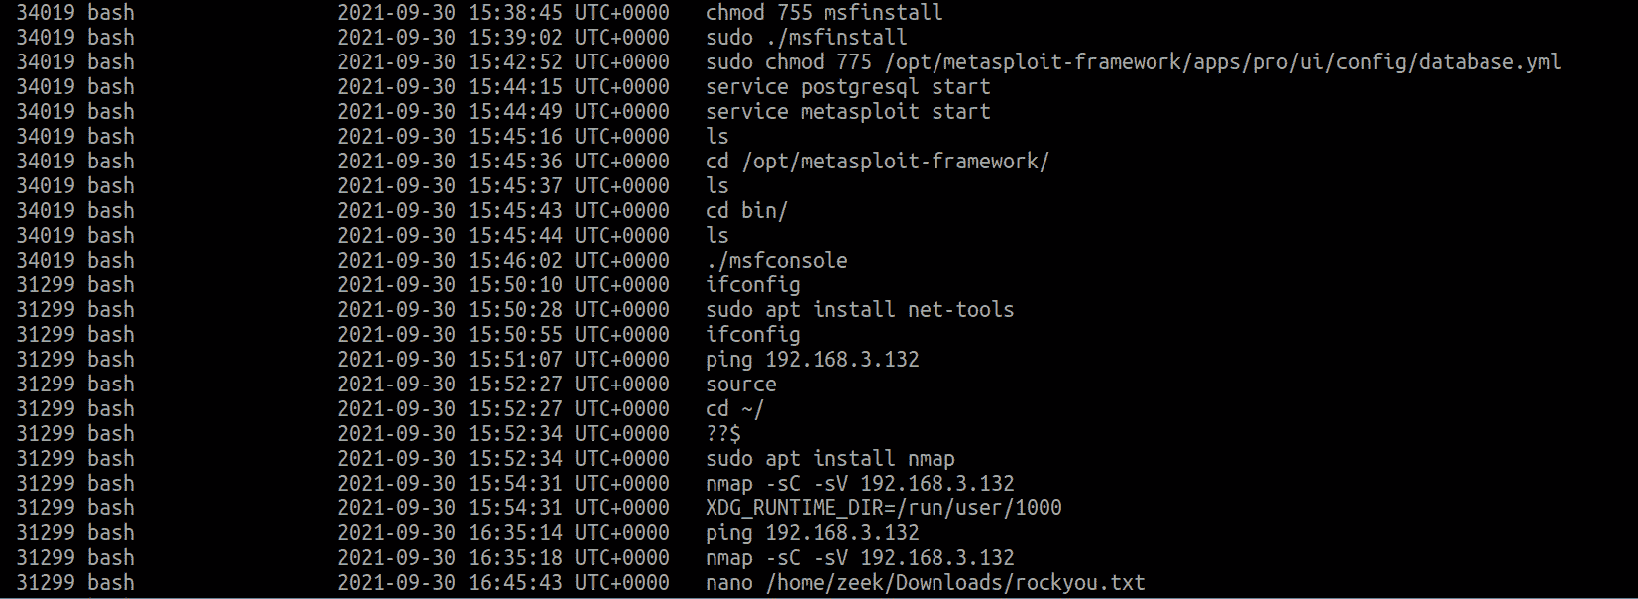 34019 bash 2021-09-30 15:38:45 UTC+0000 chmod 755 msfinstall
34019 bash 2021-09-30 15:39:02 UTC+0000 sudo ./msfinstall
34019 bash 2021-09-30 15:42:52 UTC+0000 sudo chmod 775 /opt/metasploit-framework/apps/pro/ui/config/database.yml
34019 bash 2021-09-30 15:44:15 UTC+0000 service postgresql start
34019 bash 2021-09-30 15:44:49 UTC+0000 service metasploit start
34019 bash 2021-09-30 15:45:16 UTC+0000 ls
34019 bash 2021-09-30 15:45:36 UTC+0000 cd /opt/metasploit-framework/
34019 bash 2021-09-30 15:45:37 UTC+0000 ls
34019 bash 2021-09-30 15:45:43 UTC+0000 cd bin/
34019 bash 2021-09-30 15:45:44 UTC+0000 ls
34019 bash 2021-09-30 15:46:02 UTC+0000 ./msfconsole
31299 bash 2021-09-30 15:50:10 UTC+0000 ifconfig
31299 bash 2021-09-30 15:50:28 UTC+0000 sudo apt install net-tools
31299 bash 2021-09-30 15:50:55 UTC+0000 ifconfig
31299 bash 2021-09-30 15:51:07 UTC+0000 ping 192.168.3.132
31299 bash 2021-09-30 15:52:27 UTC+0000 source
31299 bash 2021-09-30 15:52:27 UTC+0000 cd ~/
31299 bash 2021-09-30 15:52:34 UTC+0000 ??$
31299 bash 2021-09-30 15:52:34 UTC+0000 sudo apt install nmap
31299 bash 2021-09-30 15:54:31 UTC+0000 nmap -sC -sV 192.168.3.132
31299 bash 2021-09-30 15:54:31 UTC+0000 XDG_RUNTIME_DIR=/run/user/1000
31299 bash 2021-09-30 16:35:14 UTC+0000 ping 192.168.3.132
31299 bash 2021-09-30 16:35:18 UTC+0000 nmap -sC -sV 192.168.3.132
31299 bash 2021-09-30 16:45:43 UTC+0000 nano /home/zeek/Downloads/rockyou.txt